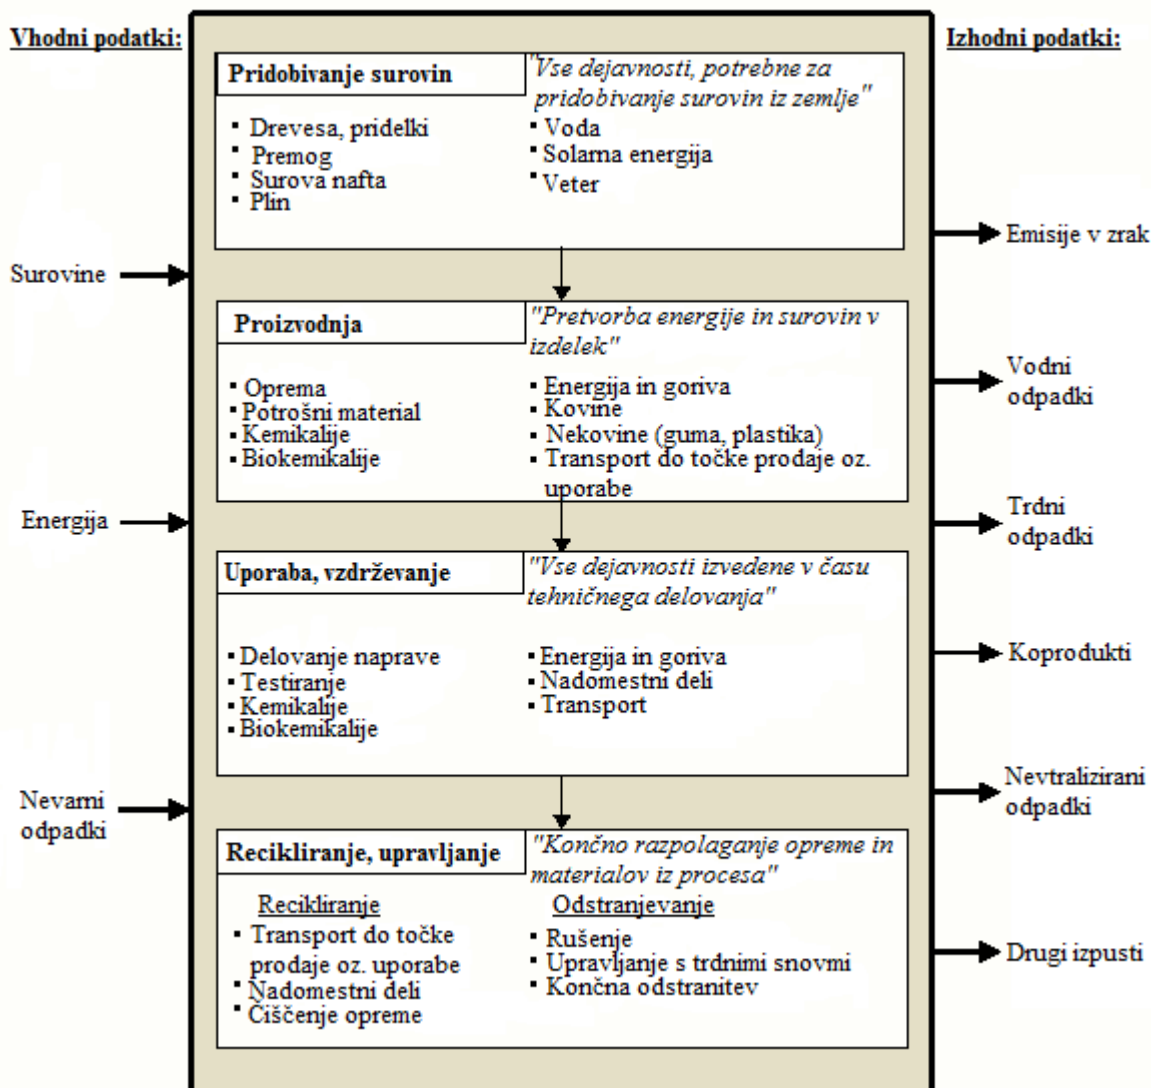 Vhodni podatki:
Izhodni podatki:
Pridobivanje surovin
"Vse dejavnosti, potrebne za
pridobivanje surovin iz zemlje"
▪ Drevesa, pridelki
▪ Premog
▪ Surova nafta
▪ Plin
▪ Voda
▪ Solarna energija
▪ Veter
Surovine
Emisije v zrak
Proizvodnja
"Pretvorba energije in surovin v
izdelek"
▪ Oprema
▪ Potrošni material
▪ Kemikalije
▪ Biokemikalije
▪ Energija in goriva
▪ Kovine
▪ Nekovine (guma, plastika)
▪ Transport do točke prodaje oz.
uporabe
Vodni
odpadki
Energija
Trdni
odpadki
Uporaba, vzdrževanje
"Vse dejavnosti izvedene v času
tehničnega delovanja"
▪ Delovanje naprave
▪ Testiranje
▪ Kemikalije
▪ Biokemikalije
▪ Energija in goriva
▪ Nadomestni deli
▪ Transport
Koprodukti
Nevarni
odpadki
Nevtralizirani
odpadki
Recikliranje, upravljanje
"Končno razpolaganje opreme in
materialov iz procesa"
Recikliranje
▪ Transport do točke
prodaje oz. uporabe
▪ Nadomestni deli
▪ Čiščenje opreme
Odstranjevanje
▪ Rušenje
▪ Upravljanje s trdnimi snovmi
▪ Končna odstranitev
Drugi izpusti